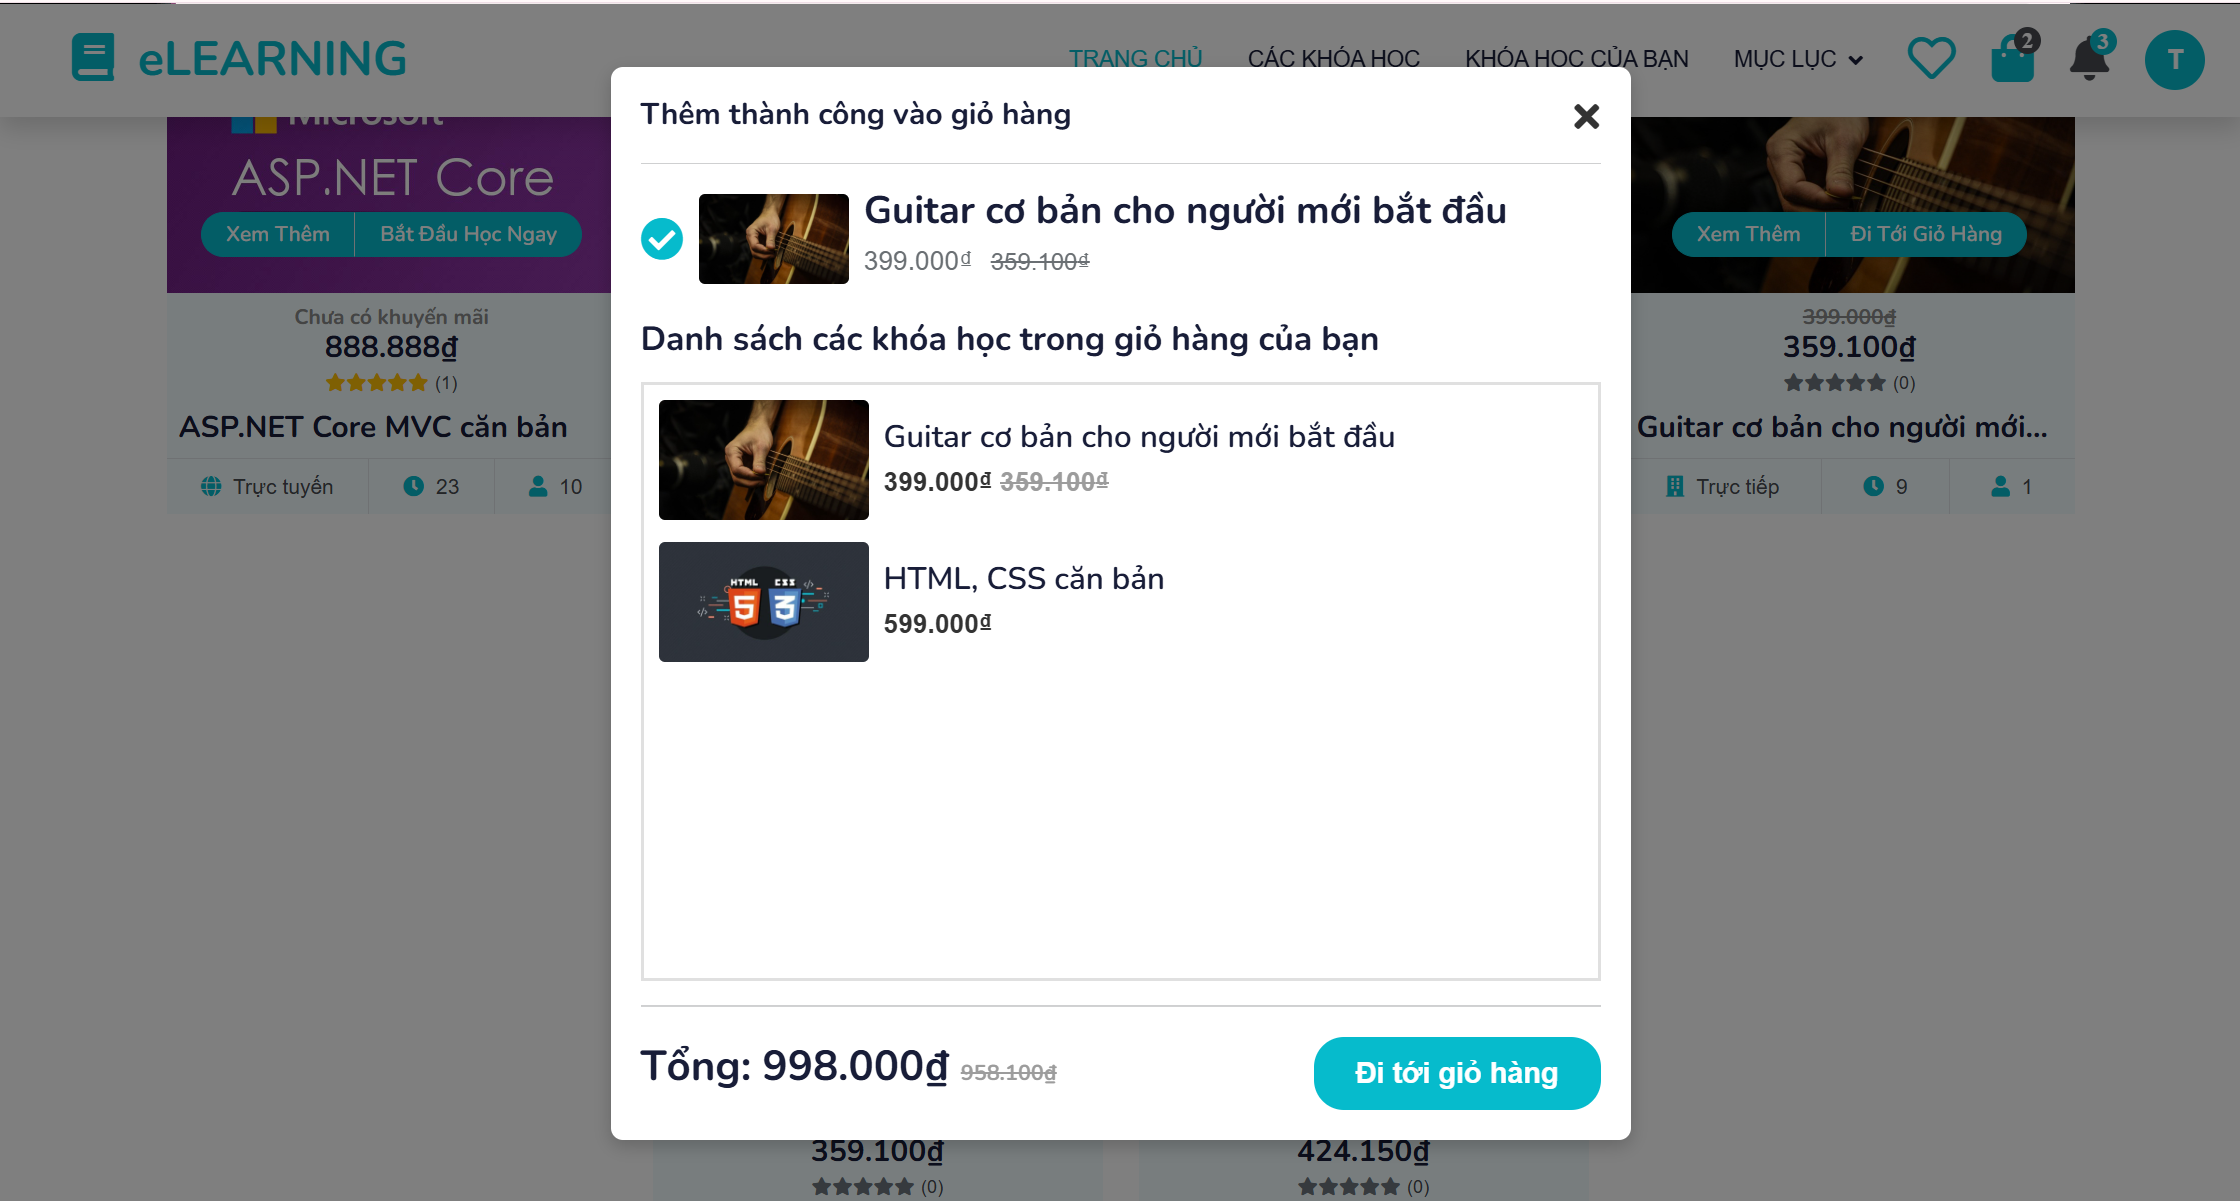 eLEARNING
TRANG CHỦ
CÁC KHÓA HỌC
KHÓA HỌC CỦA BẠN
MỤC LỤC
2
3
T
Microsoft
ASP.NET Core
Xem Thêm
Bắt Đầu Học Ngay
Chưa có khuyến mãi
888.888₫
(1)
ASP.NET Core MVC căn bản
Trực tuyến
23
10
Thêm thành công vào giỏ hàng
Guitar cơ bản cho người mới bắt đầu
399.000₫ 359.100₫
Danh sách các khóa học trong giỏ hàng của bạn
Guitar cơ bản cho người mới bắt đầu
399.000₫ 359.100₫
HTML CSS
5 3
HTML, CSS căn bản
599.000₫
Tổng: 998.000₫ 958.100₫
Đi tới giỏ hàng
Xem Thêm
Đi Tới Giỏ Hàng
399.000₫
359.100₫
(0)
Guitar cơ bản cho người mới...
Trực tiếp
9
1
359.100₫
(0)
424.150₫
(0)